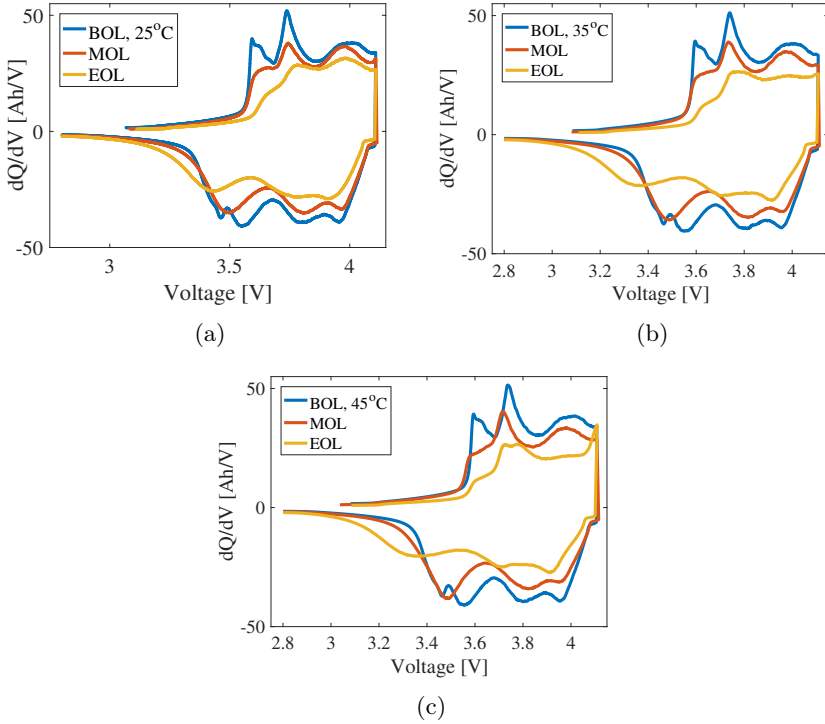 BOL, 25°C
MOL
EOL
dQ/dV [Ah/V]
50
0
-50
3
3.5
4
Voltage [V]
(a)
BOL, 35°C
MOL
EOL
dQ/dV [Ah/V]
50
0
-50
2.8
3
3.2
3.4
3.6
3.8
4
Voltage [V]
(b)
BOL, 45°C
MOL
EOL
dQ/dV [Ah/V]
50
0
-50
2.8
3
3.2
3.4
3.6
3.8
4
Voltage [V]
(c)